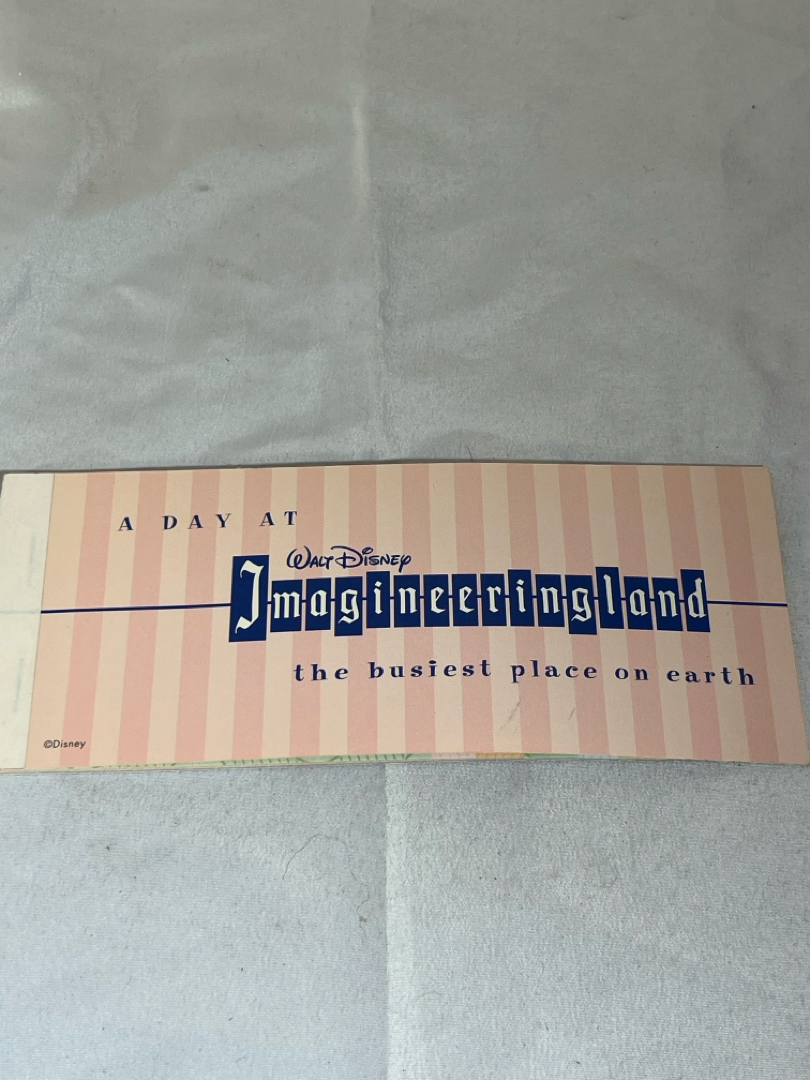 A DAY AT
Walt Disney
Imagineeringland
the busiest place on earth
©Disney